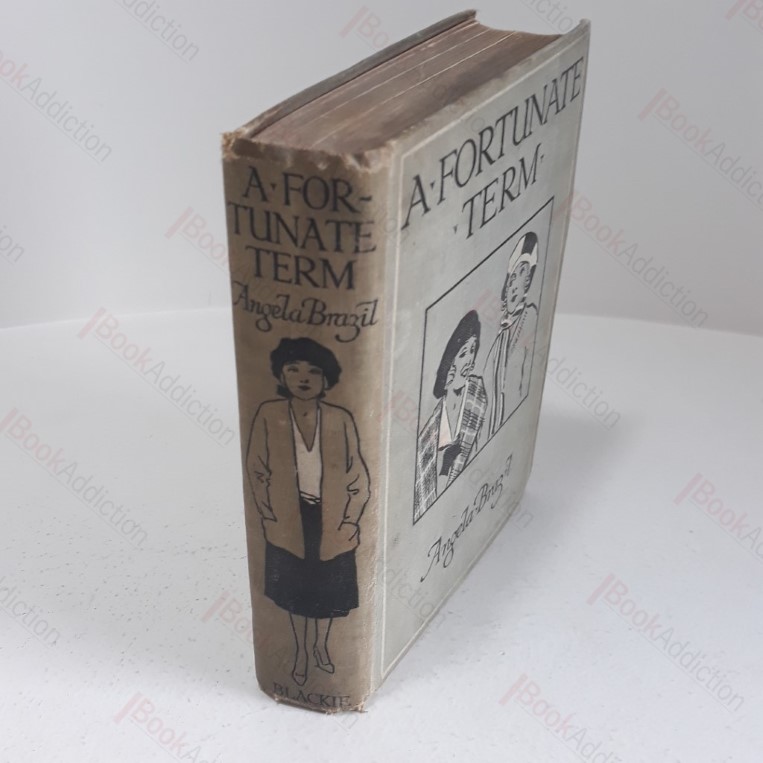 A·FOR-
TUNATE
TERM
Angela Brazil
BLACKIE
A·FORTUNATE
·TERM·
Angela·Brazil
BookAddiction